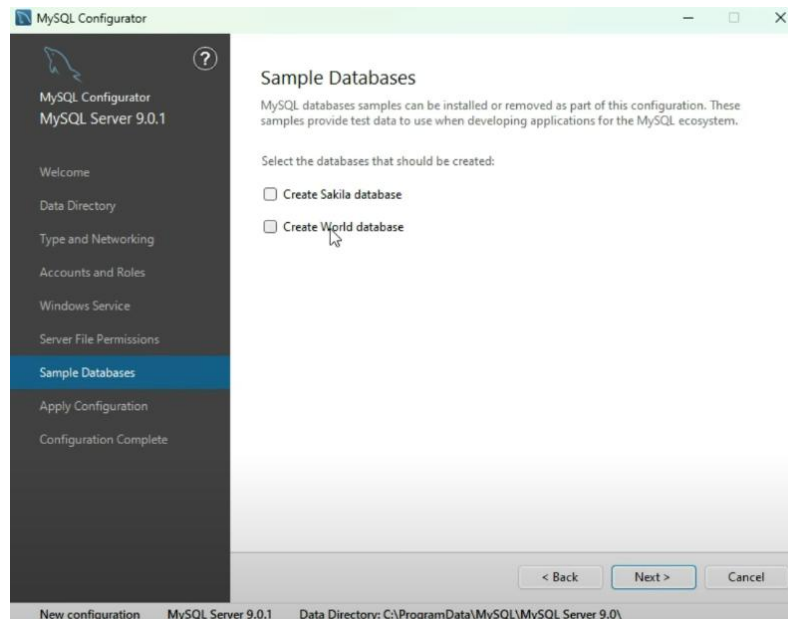 MySQL Configurator
MySQL Configurator
MySQL Server 9.0.1
Welcome
Data Directory
Type and Networking
Accounts and Roles
Windows Service
Server File Permissions
Sample Databases
Apply Configuration
Configuration Complete
?
Sample Databases
MySQL databases samples can be installed or removed as part of this configuration. These
samples provide test data to use when developing applications for the MySQL ecosystem.
Select the databases that should be created:
Create Sakila database
Create World database
< Back Next > Cancel
New configuration MySQL Server 9.0.1 Data Directory: C:\ProgramData\MySQL\MySQL Server 9.0\